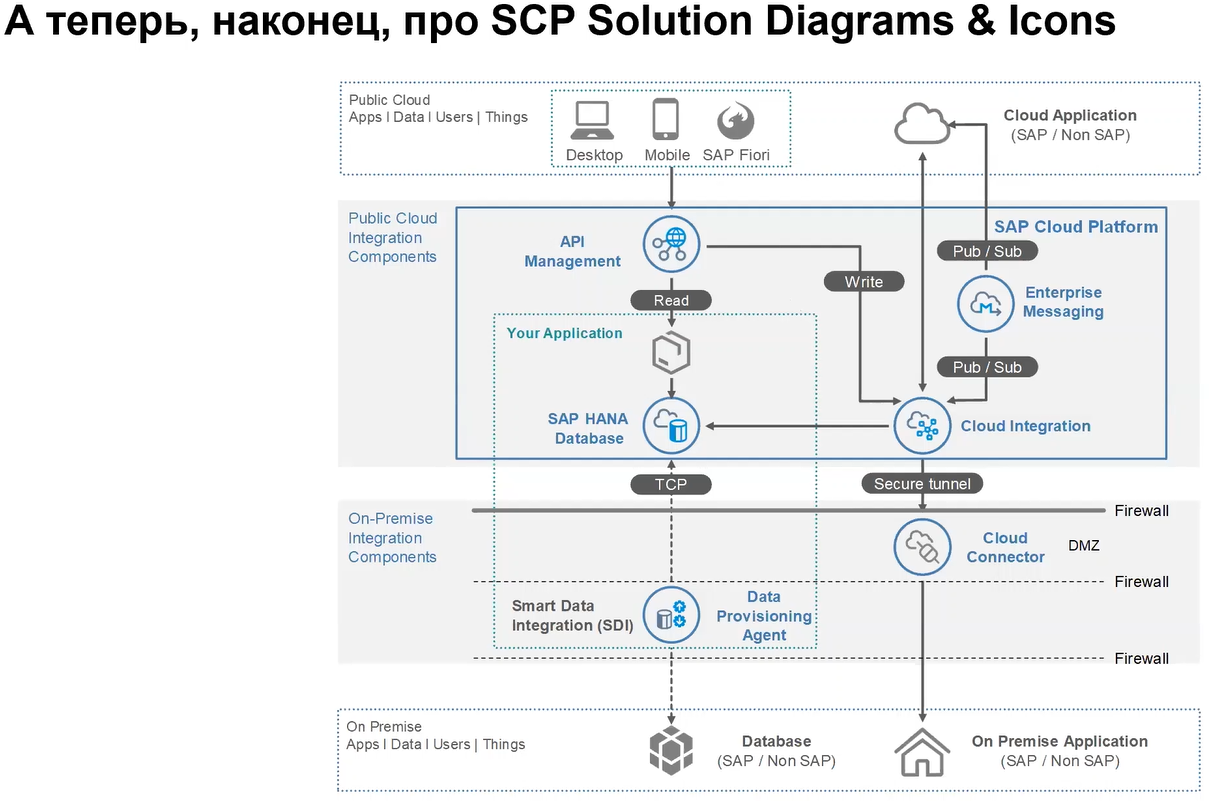 А теперь, наконец, про SCP Solution Diagrams & Icons
Public Cloud
Apps | Data | Users | Things
Desktop
Mobile
SAP Fiori
Cloud Application
(SAP / Non SAP)
Public Cloud
Integration
Components
SAP Cloud Platform
API
Management
Pub / Sub
Write
Read
Enterprise
Messaging
Your Application
Pub / Sub
SAP HANA
Database
Cloud Integration
TCP
Secure tunnel
On-Premise
Integration
Components
Firewall
Cloud
Connector
DMZ
Firewall
Smart Data
Integration (SDI)
Data
Provisioning
Agent
Firewall
On Premise
Apps | Data | Users | Things
Database
(SAP / Non SAP)
On Premise Application
(SAP / Non SAP)